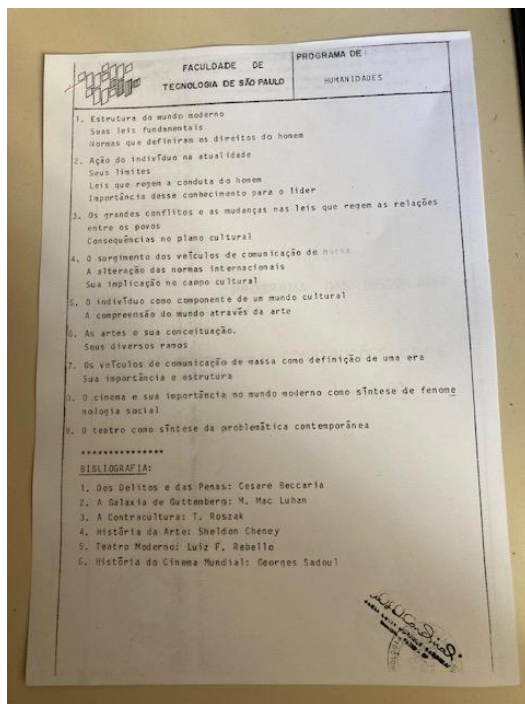 FACULDADE DE
TECNOLOGIA DE SÃO PAULO
PROGRAMA DE:
HUMANIDADES
1. Estrutura do mundo moderno
Suas leis fundamentais
Normas que definiram os direitos do homem
2. Ação do indivíduo na atualidade
Seus limites
Leis que regem a conduta do homem
Importância desse conhecimento para o líder
3. Os grandes conflitos e as mudanças nas leis que regem as relações
entre os povos
Consequências no plano cultural
4. O surgimento dos veículos de comunicação de massa
A alteração das normas internacionais
Sua implicação no campo cultural
5. O indivíduo como componente de um mundo cultural
A compreensão do mundo através da arte
6. As artes e sua conceituação.
Seus diversos ramos
7. Os veículos de comunicação de massa como definição de uma era
Sua importância e estrutura
8. O cinema e sua importância no mundo moderno como síntese de fenome
nologia social
9. O teatro como síntese da problemática contemporânea
***************
BIBLIOGRAFIA:
1. Dos Delitos e das Penas: Cesare Beccaria
2. A Galaxia de Guttemberg: M. Mac Luhan
3. A Contracultura: T. Roszak
4. História da Arte: Sheldon Cheney
5. Teatro Moderno: Luiz F. Rebello
6. História do Cinema Mundial: Georges Sadoul